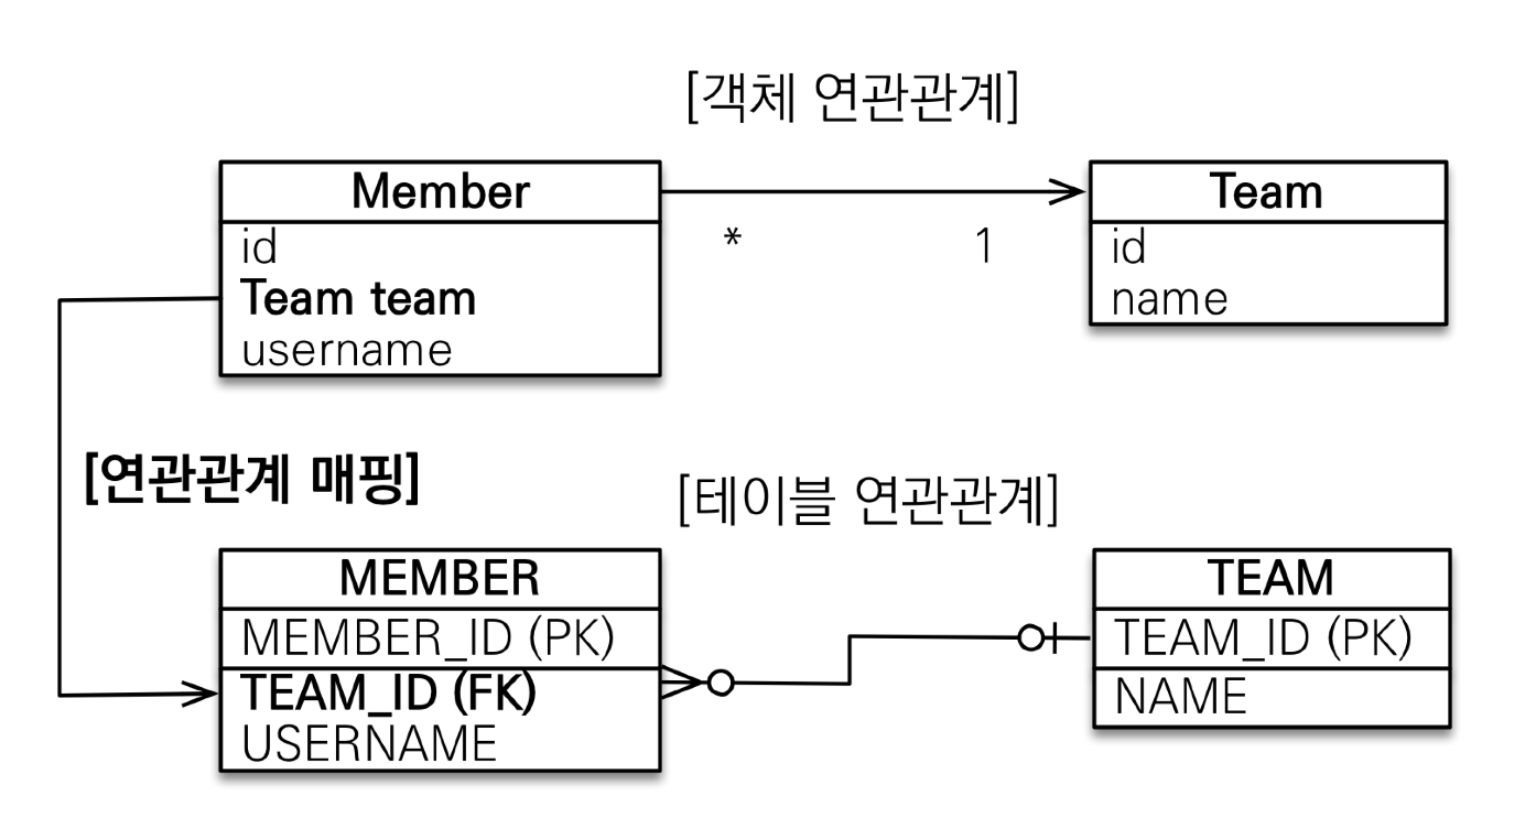 [객체 연관관계]
Member
Team
* 1
id
Team team
username
id
name
[연관관계 매핑]
[테이블 연관관계]
MEMBER
MEMBER_ID (PK)
TEAM_ID (FK)
USERNAME
TEAM
TEAM_ID (PK)
NAME